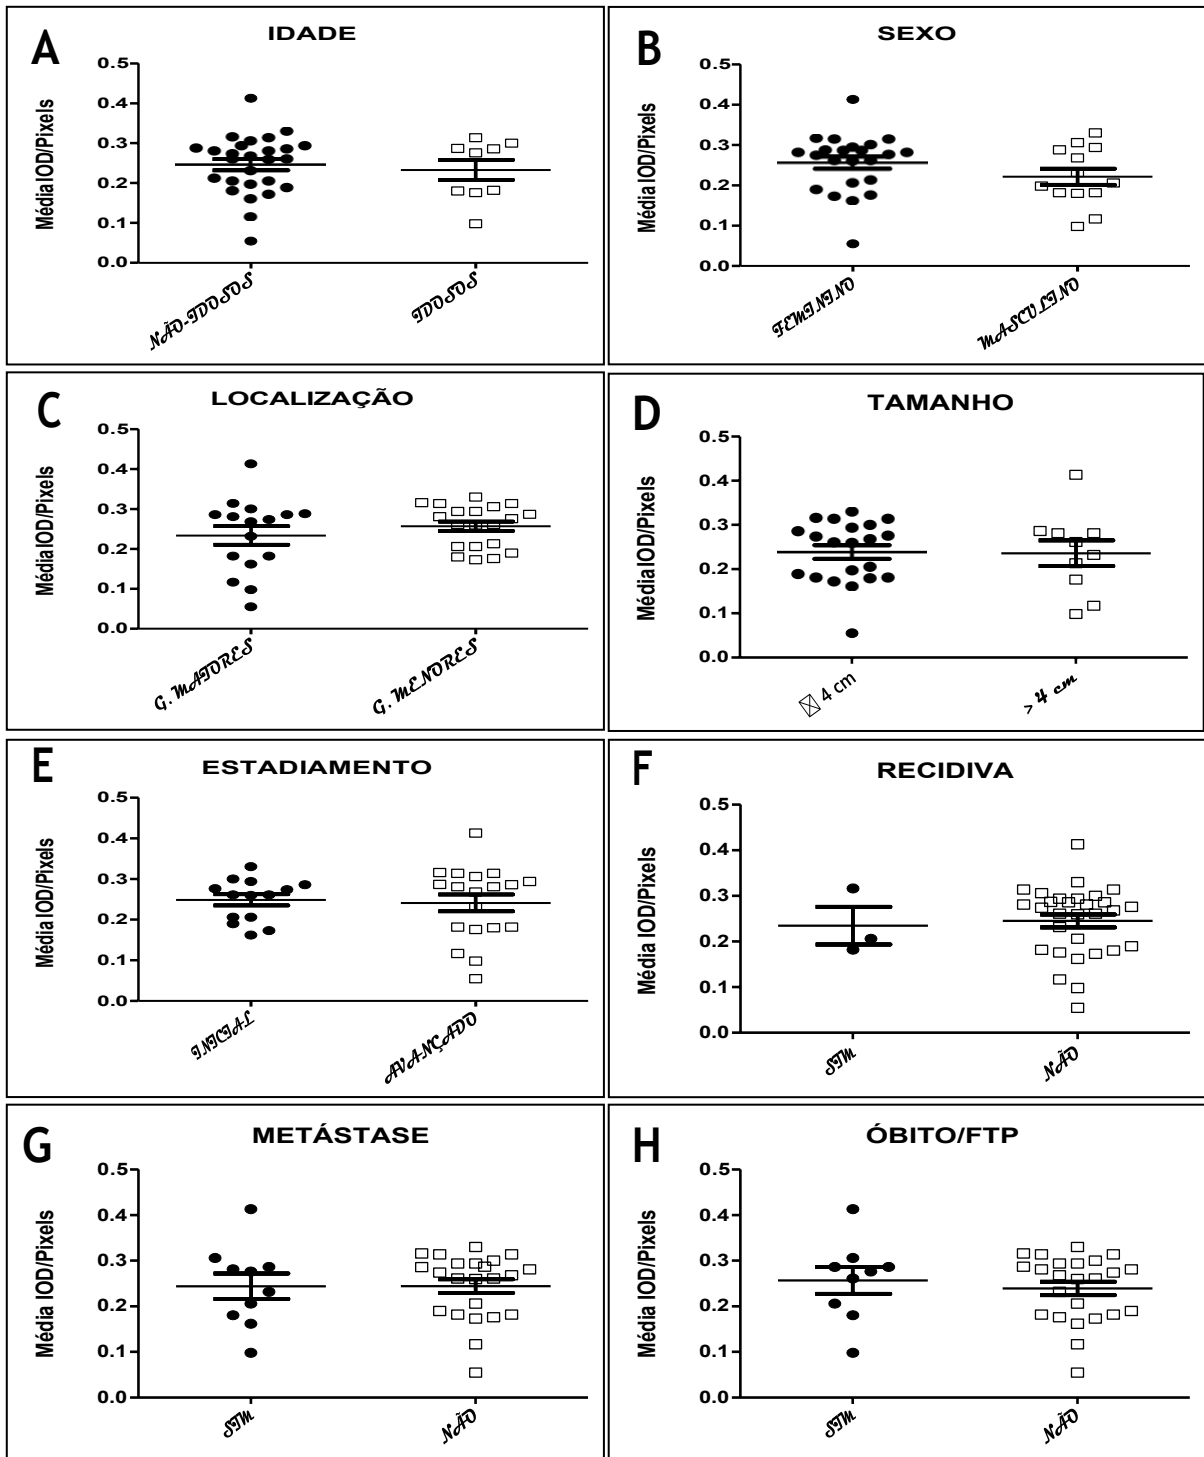 A
IDADE
Média IOD/Pixels
0.5
0.4
0.3
0.2
0.1
0.0
NÃO-IDOSOS
IDOSOS
B
SEXO
Média IOD/Pixels
0.5
0.4
0.3
0.2
0.1
0.0
FEMININO
MASCULINO
C
LOCALIZAÇÃO
Média IOD/Pixels
0.5
0.4
0.3
0.2
0.1
0.0
G. MAIORES
G. MENORES
D
TAMANHO
Média IOD/Pixels
0.5
0.4
0.3
0.2
0.1
0.0
4 cm
> 4 cm
E
ESTADIAMENTO
Média IOD/Pixels
0.5
0.4
0.3
0.2
0.1
0.0
INICIAL
AVANÇADO
F
RECIDIVA
Média IOD/Pixels
0.5
0.4
0.3
0.2
0.1
0.0
SIM
NÃO
G
METÁSTASE
Média IOD/Pixels
0.5
0.4
0.3
0.2
0.1
0.0
SIM
NÃO
H
ÓBITO/FTP
Média IOD/Pixels
0.5
0.4
0.3
0.2
0.1
0.0
SIM
NÃO